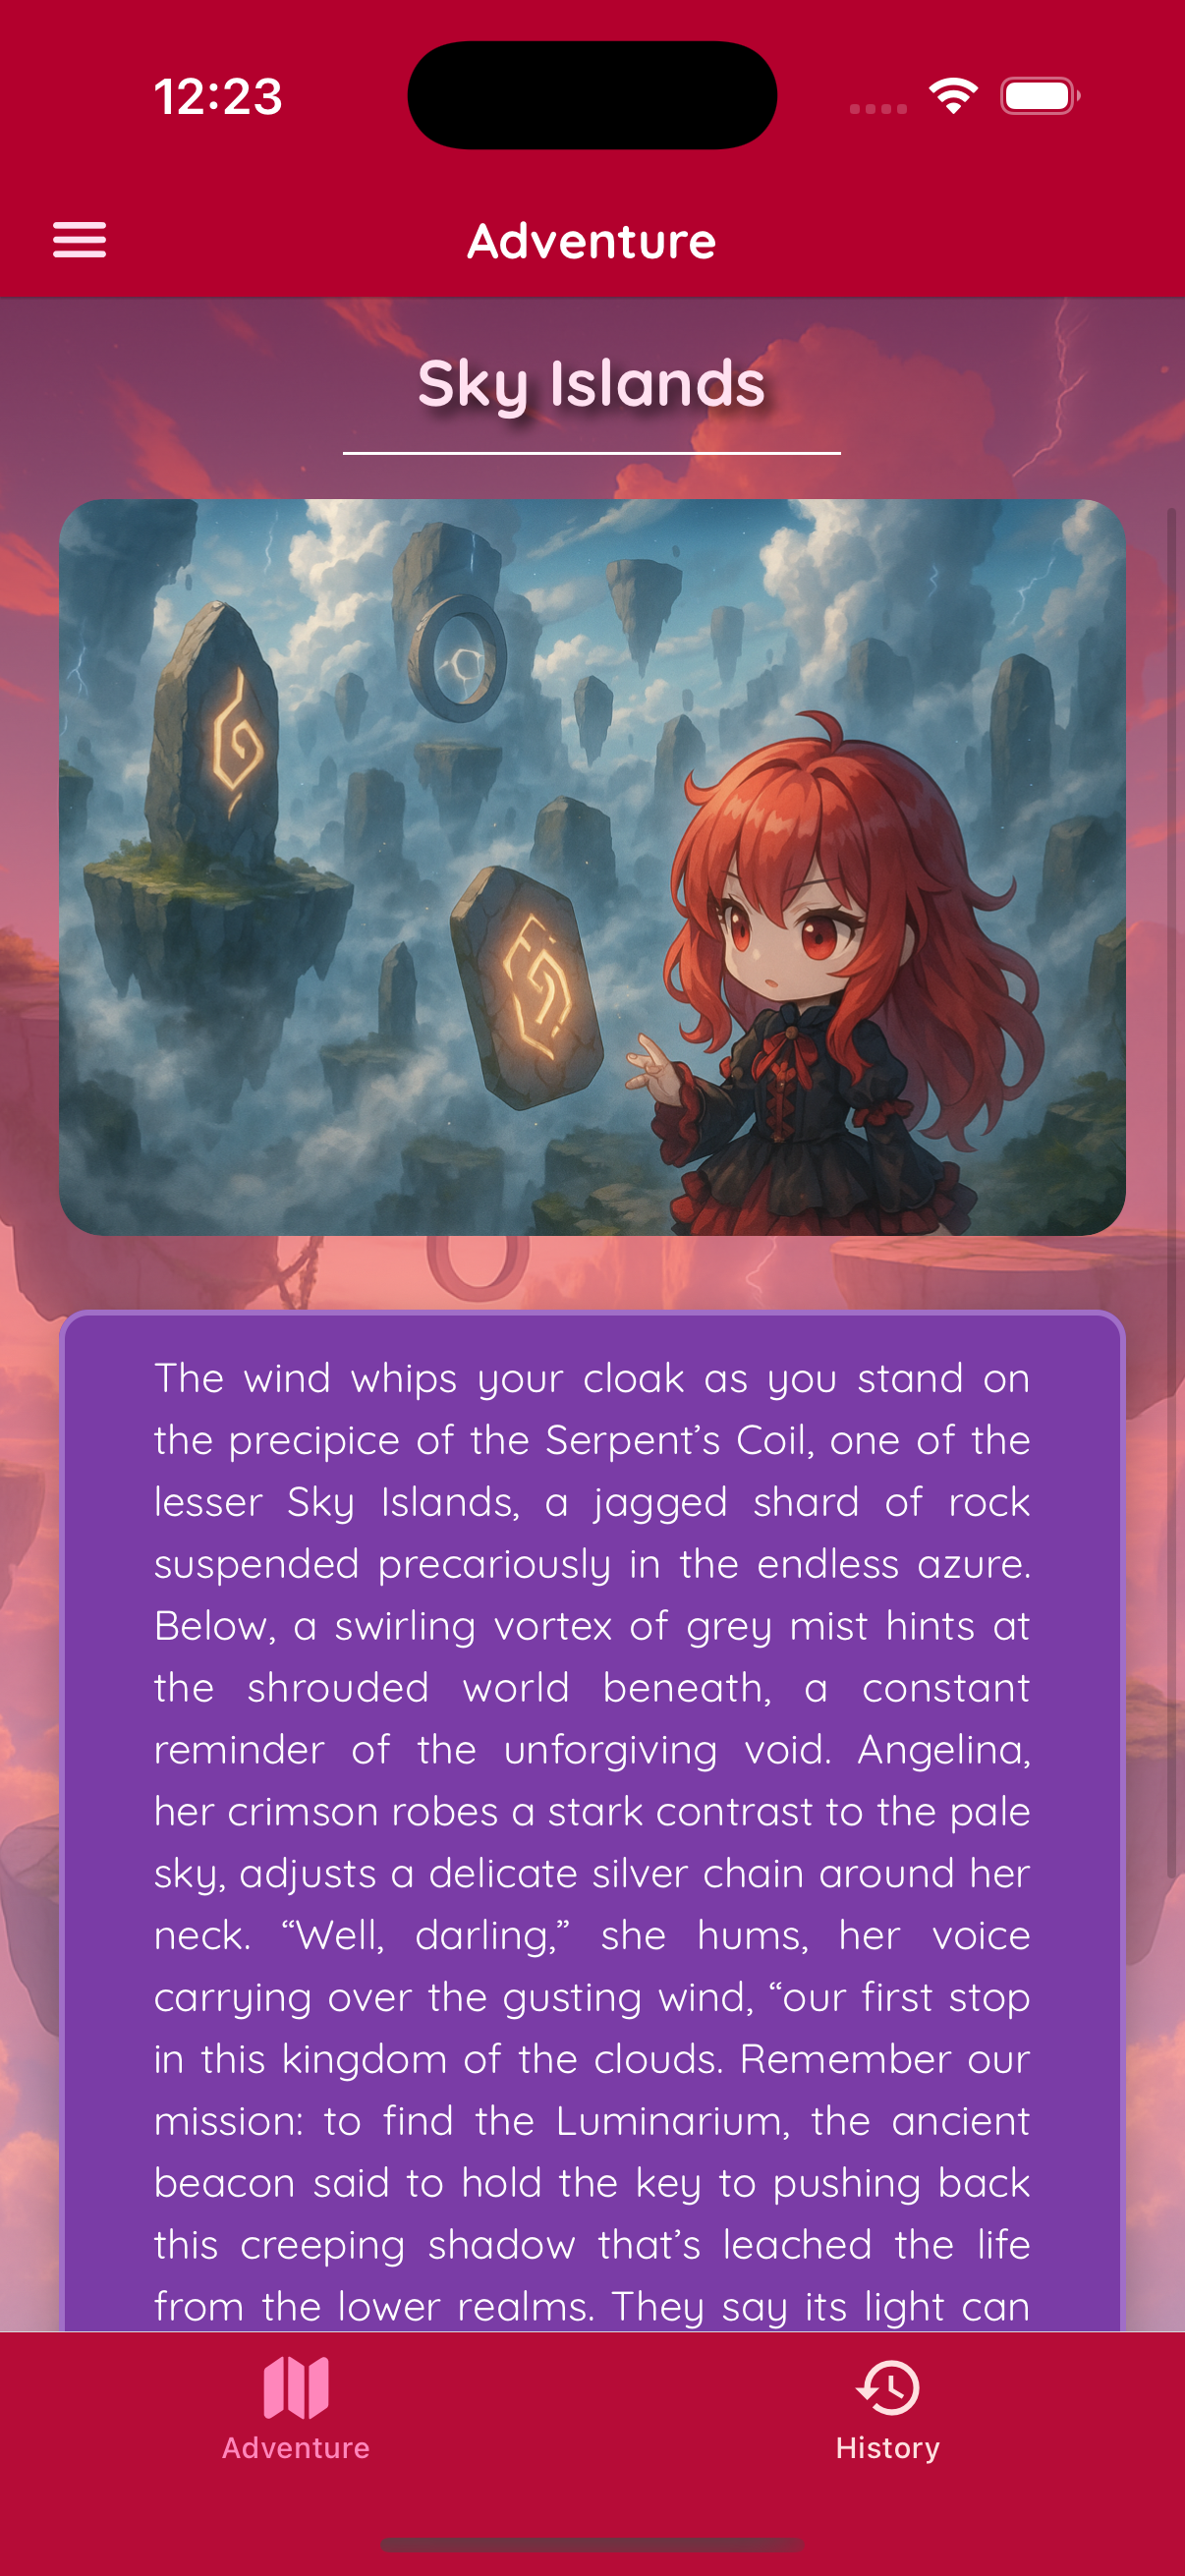 12:23
Adventure
Sky Islands
The wind whips your cloak as you stand on
the precipice of the Serpent’s Coil, one of the
lesser Sky Islands, a jagged shard of rock
suspended precariously in the endless azure.
Below, a swirling vortex of grey mist hints at
the shrouded world beneath, a constant
reminder of the unforgiving void. Angelina,
her crimson robes a stark contrast to the pale
sky, adjusts a delicate silver chain around her
neck. “Well, darling,” she hums, her voice
carrying over the gusting wind, “our first stop
in this kingdom of the clouds. Remember our
mission: to find the Luminarium, the ancient
beacon said to hold the key to pushing back
this creeping shadow that’s leached the life
from the lower realms. They say its light can
Adventure
History